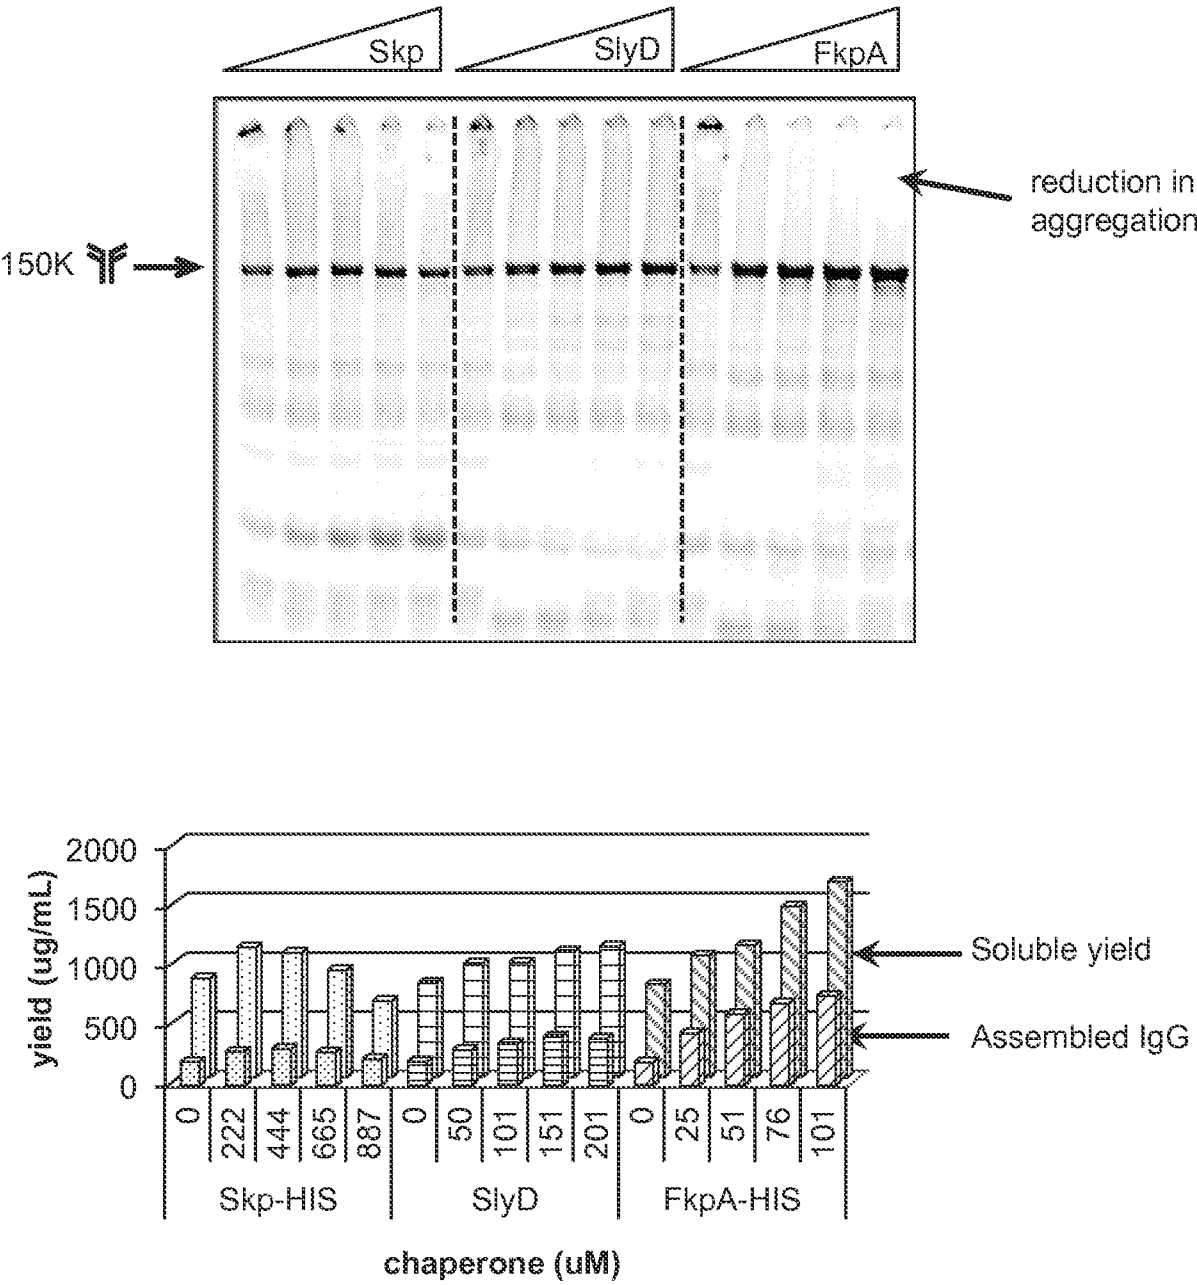 Skp SlyD FkpA
reduction in
aggregation
150K
2000
1500
1000
500
0
yield (ug/mL)
Soluble yield
Assembled IgG
0 222 444 665 887 0 50 101 151 201 0 25 51 76 101
Skp-HIS SlyD FkpA-HIS
chaperone (uM)